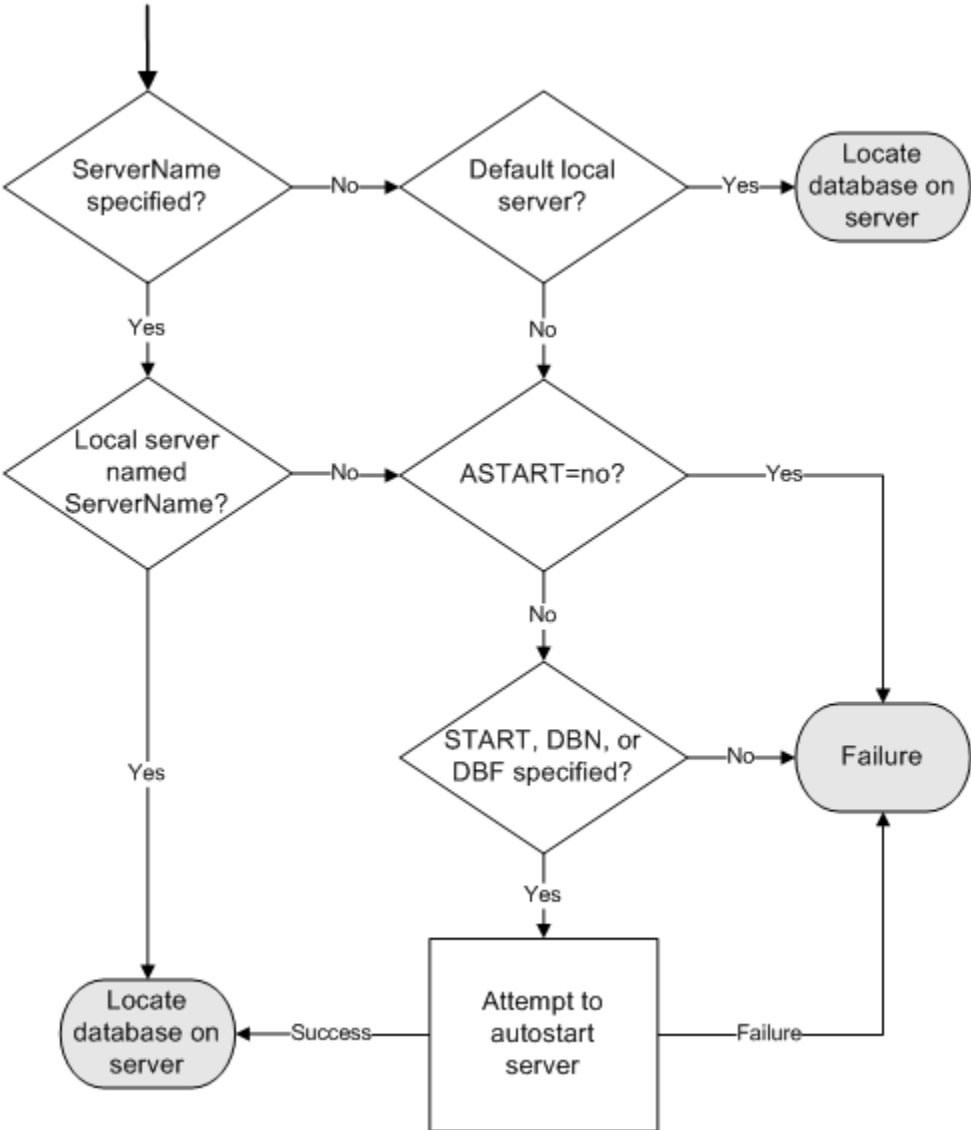 ServerName
specified?
No
Default local
server?
Yes
Locate
database on
server
Yes
No
Local server
named
ServerName?
No
ASTART=no?
Yes
No
START, DBN, or
DBF specified?
No
Failure
Yes
Yes
Locate
database on
server
Success
Attempt to
autostart
server
Failure